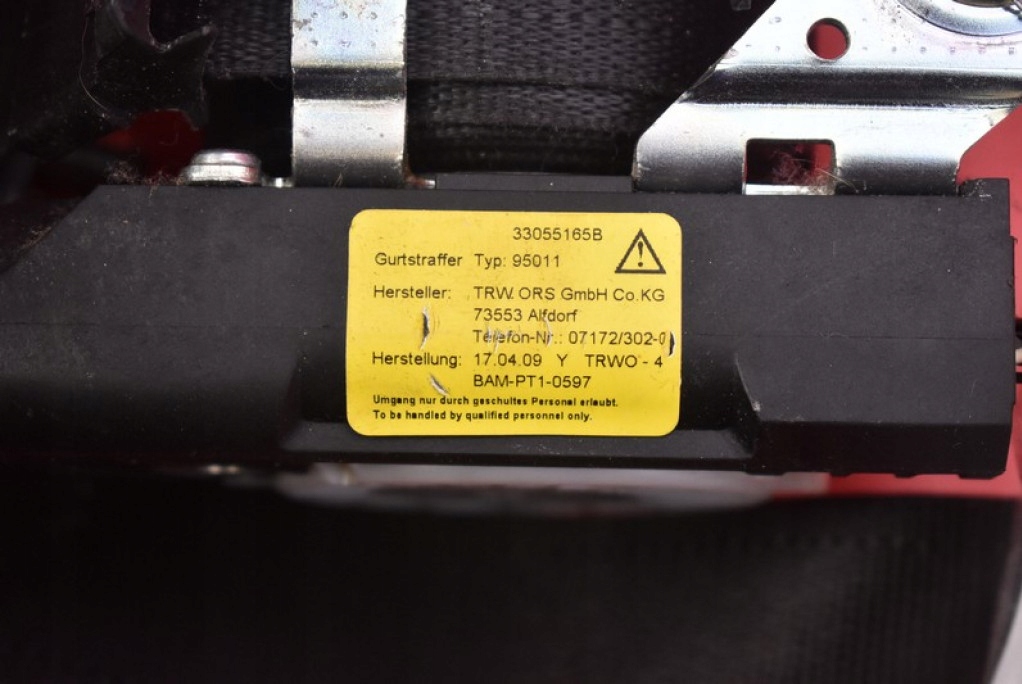 33055165B
Gurtstraffer Typ: 95011
Hersteller: TRW. ORS GmbH Co.KG
73553 Alfdorf
Telefon-Nr.: 07172/302-0
Herstellung: 17.04.09 Y TRWO - 4
BAM-PT1-0597
Umgang nur durch geschultes Personal erlaubt.
To be handled by qualified personnel only.